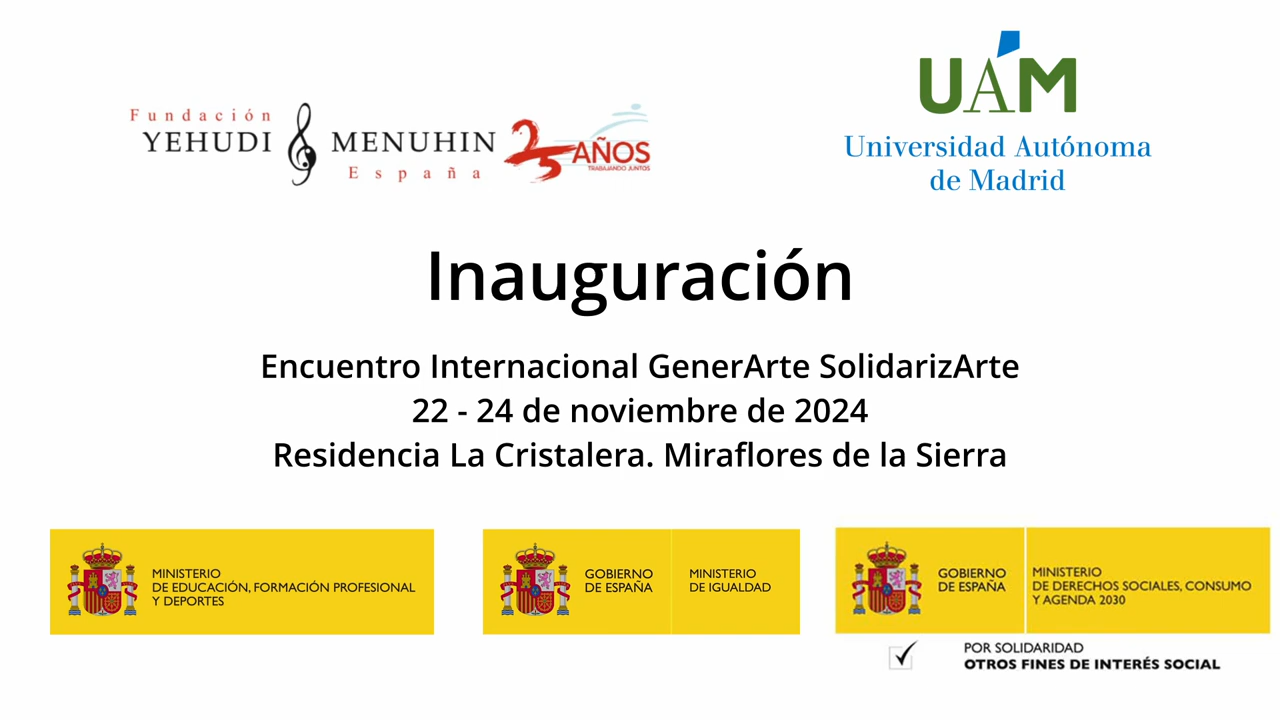 Fundación
YEHUDI MENUHIN
España
25 AÑOS
TRABAJANDO JUNTOS
UAM
Universidad Autónoma
de Madrid
Inauguración
Encuentro Internacional GenerArte SolidarizArte
22 - 24 de noviembre de 2024
Residencia La Cristalera. Miraflores de la Sierra
MINISTERIO
DE EDUCACIÓN, FORMACIÓN PROFESIONAL
Y DEPORTES
GOBIERNO
DE ESPAÑA
MINISTERIO
DE IGUALDAD
GOBIERNO
DE ESPAÑA
MINISTERIO
DE DERECHOS SOCIALES, CONSUMO
Y AGENDA 2030
POR SOLIDARIDAD
OTROS FINES DE INTERÉS SOCIAL